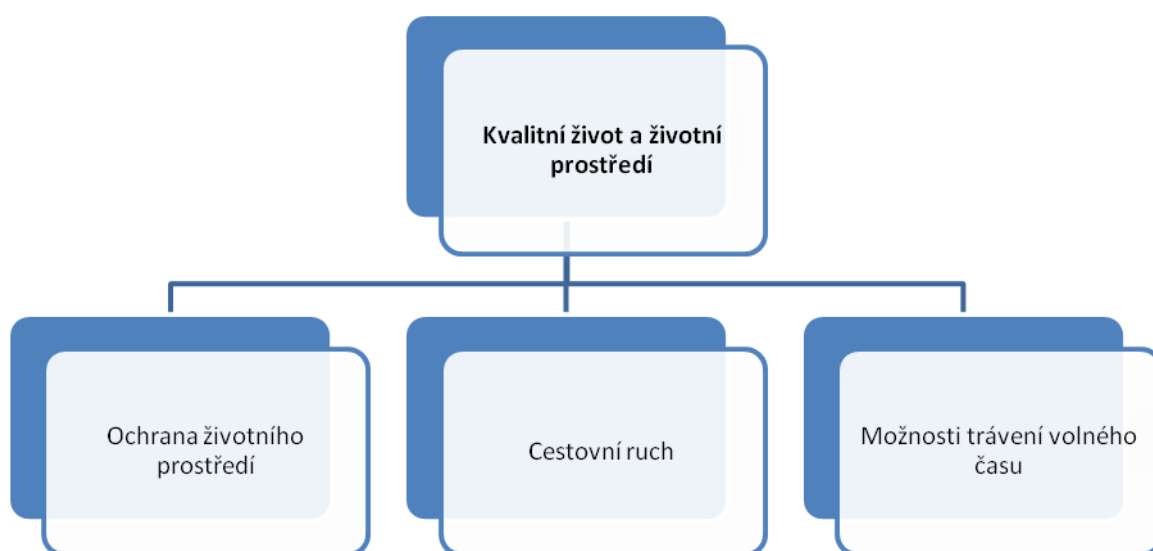 Kvalitní život a životní
prostředí
Ochrana životního
prostředí
Cestovní ruch
Možnosti trávení volného
času